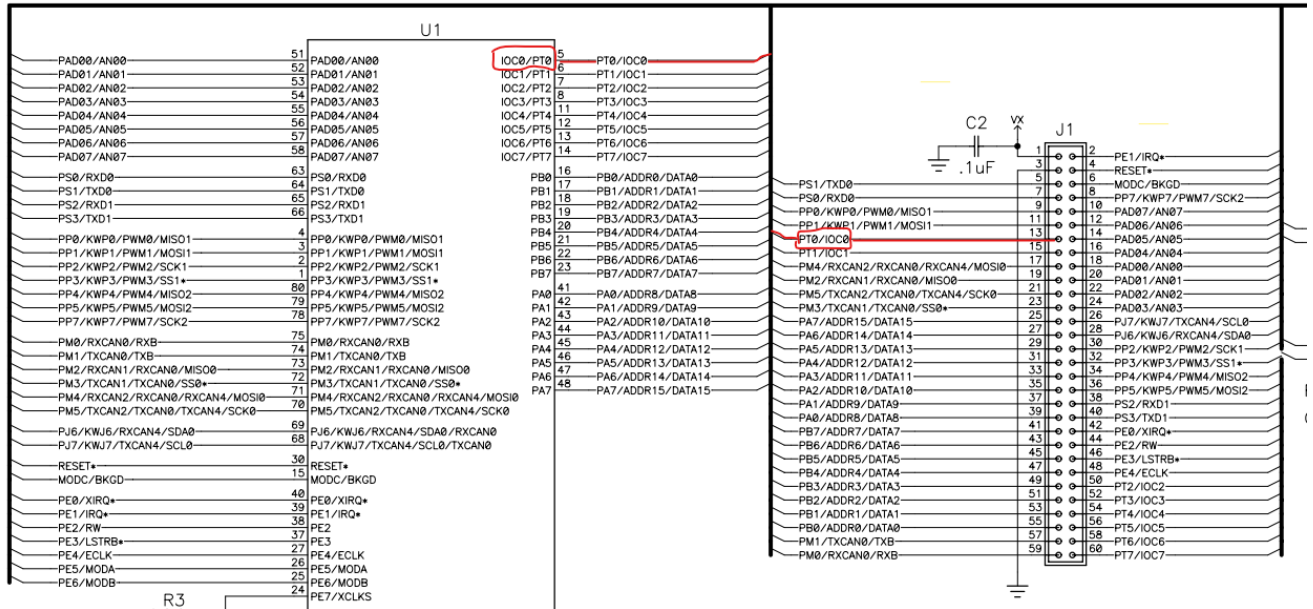 U1
51 PAD00/AN00 PAD00/AN00 IOC0/PT0 5 PT0/IOC0
52 PAD01/AN01 PAD01/AN01 IOC1/PT1 6 PT1/IOC1
53 PAD02/AN02 PAD02/AN02 IOC2/PT2 7 PT2/IOC2
54 PAD03/AN03 PAD03/AN03 IOC3/PT3 8 PT3/IOC3
55 PAD04/AN04 PAD04/AN04 IOC4/PT4 11 PT4/IOC4
56 PAD05/AN05 PAD05/AN05 IOC5/PT5 12 PT5/IOC5
57 PAD06/AN06 PAD06/AN06 IOC6/PT6 13 PT6/IOC6
58 PAD07/AN07 PAD07/AN07 IOC7/PT7 14 PT7/IOC7
63 PS0/RXD0 PS0/RXD0 PB0 16 PB0/ADDR0/DATA0
64 PS1/TXD0 PS1/TXD0 PB1 17 PB1/ADDR1/DATA1
65 PS2/RXD1 PS2/RXD1 PB2 18 PB2/ADDR2/DATA2
66 PS3/TXD1 PS3/TXD1 PB3 19 PB3/ADDR3/DATA3
PB4 20 PB4/ADDR4/DATA4
4 PP0/KWP0/PWM0/MISO1 PP0/KWP0/PWM0/MISO1 PB5 21 PB5/ADDR5/DATA5
3 PP1/KWP1/PWM1/MOSI1 PP1/KWP1/PWM1/MOSI1 PB6 22 PB6/ADDR6/DATA6
2 PP2/KWP2/PWM2/SCK1 PP2/KWP2/PWM2/SCK1 PB7 23 PB7/ADDR7/DATA7
1 PP3/KWP3/PWM3/SS1* PP3/KWP3/PWM3/SS1*
80 PP4/KWP4/PWM4/MISO2 PP4/KWP4/PWM4/MISO2 PA0 41 PA0/ADDR8/DATA8
79 PP5/KWP5/PWM5/MOSI2 PP5/KWP5/PWM5/MOSI2 PA1 42 PA1/ADDR9/DATA9
78 PP7/KWP7/PWM7/SCK2 PP7/KWP7/PWM7/SCK2 PA2 43 PA2/ADDR10/DATA10
75 PM0/RXCAN0/RXB PM0/RXCAN0/RXB PA3 44 PA3/ADDR11/DATA11
74 PM1/TXCAN0/TXB PM1/TXCAN0/TXB PA4 45 PA4/ADDR12/DATA12
73 PM2/RXCAN1/RXCAN0/MISO0 PM2/RXCAN1/RXCAN0/MISO0 PA5 46 PA5/ADDR13/DATA13
72 PM3/TXCAN1/TXCAN0/SS0* PM3/TXCAN1/TXCAN0/SS0* PA6 47 PA6/ADDR14/DATA14
71 PM4/RXCAN2/RXCAN0/RXCAN4/MOSI0 PM4/RXCAN2/RXCAN0/RXCAN4/MOSI0 PA7 48 PA7/ADDR15/DATA15
70 PM5/TXCAN2/TXCAN0/TXCAN4/SCK0 PM5/TXCAN2/TXCAN0/TXCAN4/SCK0
69 PJ6/KWJ6/RXCAN4/SDA0 PJ6/KWJ6/RXCAN4/SDA0/RXCAN0
68 PJ7/KWJ7/TXCAN4/SCL0 PJ7/KWJ7/TXCAN4/SCL0/TXCAN0
30 RESET* RESET*
15 MODC/BKGD MODC/BKGD
40 PE0/XIRQ* PE0/XIRQ*
39 PE1/IRQ* PE1/IRQ*
38 PE2/RW PE2
37 PE3/LSTRB* PE3
27 PE4/ECLK PE4/ECLK
26 PE5/MODA PE5/MODA
25 PE6/MODB PE6/MODB
24 PE7/XCLKS
R3
C2 VX J1
.1uF
1 2 PE1/IRQ*
3 4 RESET*
PS1/TXD0 5 6 MODC/BKGD
PS0/RXD0 7 8 PP7/KWP7/PWM7/SCK2
PP0/KWP0/PWM0/MISO1 9 10 PAD07/AN07
PP1/KWP1/PWM1/MOSI1 11 12 PAD06/AN06
PT0/IOC0 13 14 PAD05/AN05
PT1/IOC1 15 16 PAD04/AN04
PM4/RXCAN2/RXCAN0/RXCAN4/MOSI0 17 18 PAD00/AN00
PM2/RXCAN1/RXCAN0/MISO0 19 20 PAD01/AN01
PM5/TXCAN2/TXCAN0/TXCAN4/SCK0 21 22 PAD02/AN02
PM3/TXCAN1/TXCAN0/SS0* 23 24 PAD03/AN03
PA7/ADDR15/DATA15 25 26 PJ7/KWJ7/TXCAN4/SCL0
PA6/ADDR14/DATA14 27 28 PJ6/KWJ6/RXCAN4/SDA0
PA5/ADDR13/DATA13 29 30 PP2/KWP2/PWM2/SCK1
PA4/ADDR12/DATA12 31 32 PP3/KWP3/PWM3/SS1*
PA3/ADDR11/DATA11 33 34 PP4/KWP4/PWM4/MISO2
PA2/ADDR10/DATA10 35 36 PP5/KWP5/PWM5/MOSI2
PA1/ADDR9/DATA9 37 38 PS2/RXD1
PA0/ADDR8/DATA8 39 40 PS3/TXD1
PB7/ADDR7/DATA7 41 42 PE0/XIRQ*
PB6/ADDR6/DATA6 43 44 PE2/RW
PB5/ADDR5/DATA5 45 46 PE3/LSTRB*
PB4/ADDR4/DATA4 47 48 PE4/ECLK
PB3/ADDR3/DATA3 49 50 PT2/IOC2
PB2/ADDR2/DATA2 51 52 PT3/IOC3
PB1/ADDR1/DATA1 53 54 PT4/IOC4
PB0/ADDR0/DATA0 55 56 PT5/IOC5
PM1/TXCAN0/TXB 57 58 PT6/IOC6
PM0/RXCAN0/RXB 59 60 PT7/IOC7